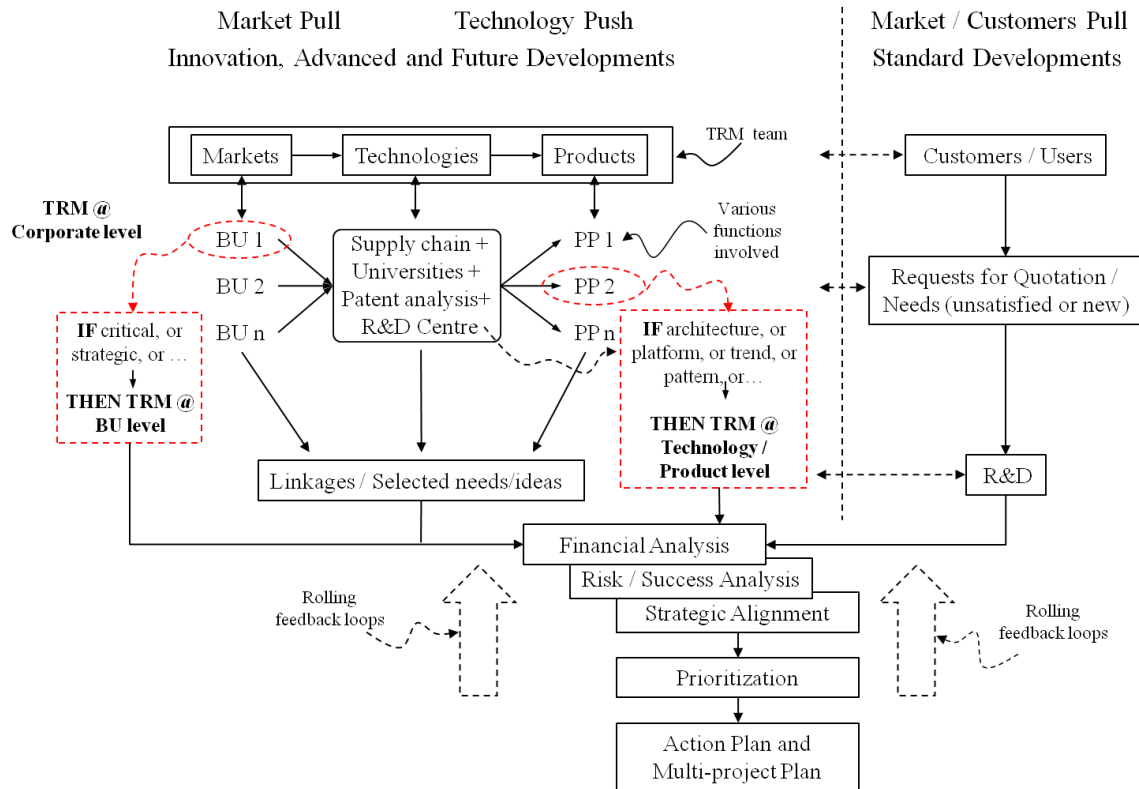 Market Pull
Technology Push
Innovation, Advanced and Future Developments
Market / Customers Pull
Standard Developments
TRM team
Markets
Technologies
Products
Customers / Users
TRM @
Corporate level
BU 1
BU 2
BU n
Supply chain +
Universities +
Patent analysis+
R&D Centre
PP 1
PP 2
PP n
Various
functions
involved
Requests for Quotation /
Needs (unsatisfied or new)
IF critical, or
strategic, or …
THEN TRM @
BU level
IF architecture, or
platform, or trend, or
pattern, or…
THEN TRM @
Technology /
Product level
Linkages / Selected needs/ideas
R&D
Financial Analysis
Risk / Success Analysis
Strategic Alignment
Rolling
feedback loops
Rolling
feedback loops
Prioritization
Action Plan and
Multi-project Plan